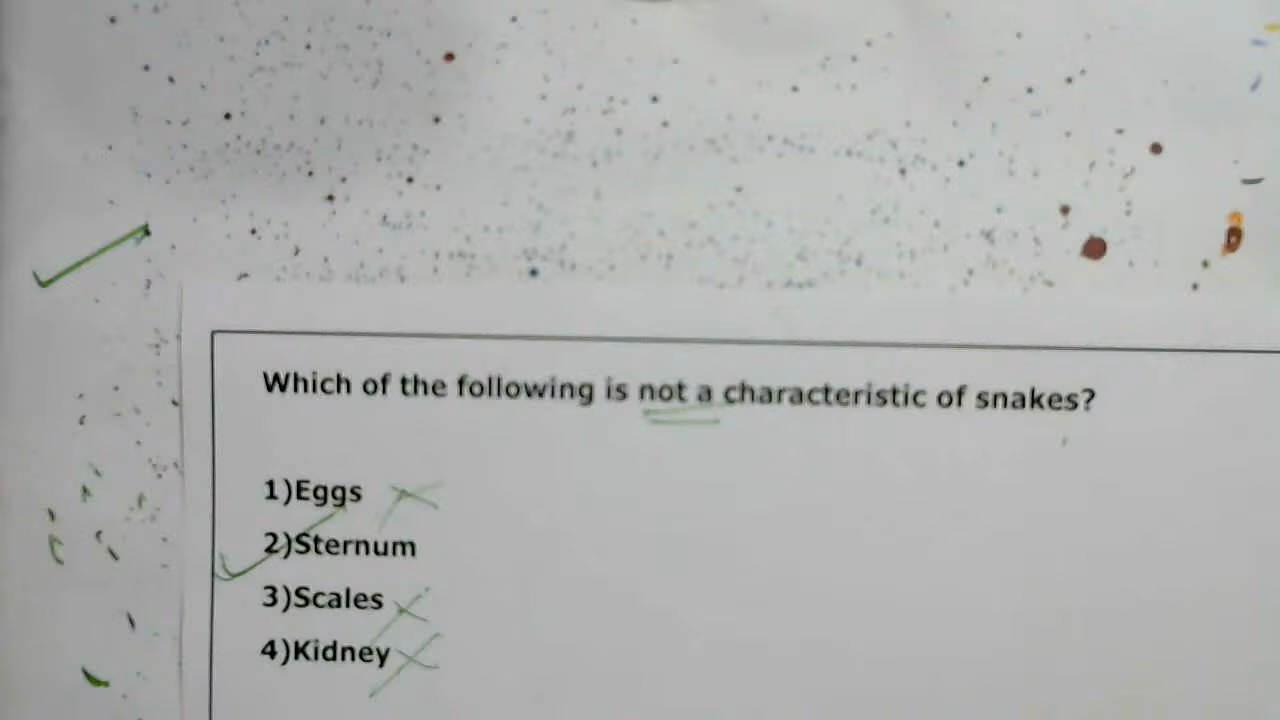 Which of the following is not a characteristic of snakes?
1)Eggs
2)Sternum
3)Scales
4)Kidney